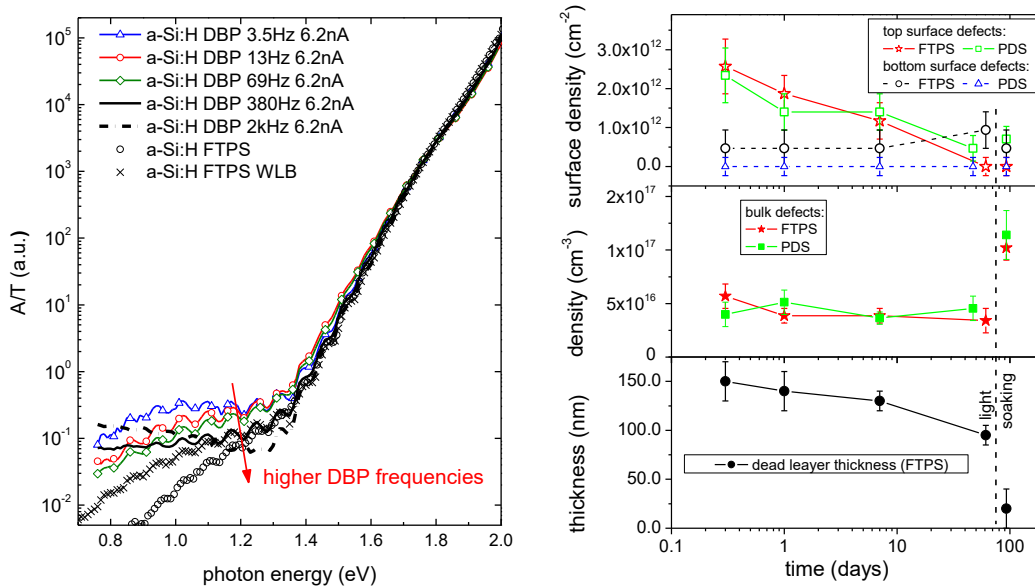 10^5
10^4
10^3
10^2
10^1
10^0
10^-1
10^-2
A/T (a.u.)
a-Si:H DBP 3.5Hz 6.2nA
a-Si:H DBP 13Hz 6.2nA
a-Si:H DBP 69Hz 6.2nA
a-Si:H DBP 380Hz 6.2nA
a-Si:H DBP 2kHz 6.2nA
a-Si:H FTPS
a-Si:H FTPS WLB
higher DBP frequencies
0.8 1.0 1.2 1.4 1.6 1.8 2.0
photon energy (eV)
surface density (cm^-2)
3.0x10^12
2.0x10^12
1.0x10^12
0.0
top surface defects:
FTPS PDS
bottom surface defects:
FTPS PDS
density (cm^-3)
2x10^17
1x10^17
5x10^16
0
bulk defects:
FTPS
PDS
thickness (nm)
150.0
100.0
50.0
0.0
dead leayer thickness (FTPS)
light
soaking
0.1 1 10 100
time (days)